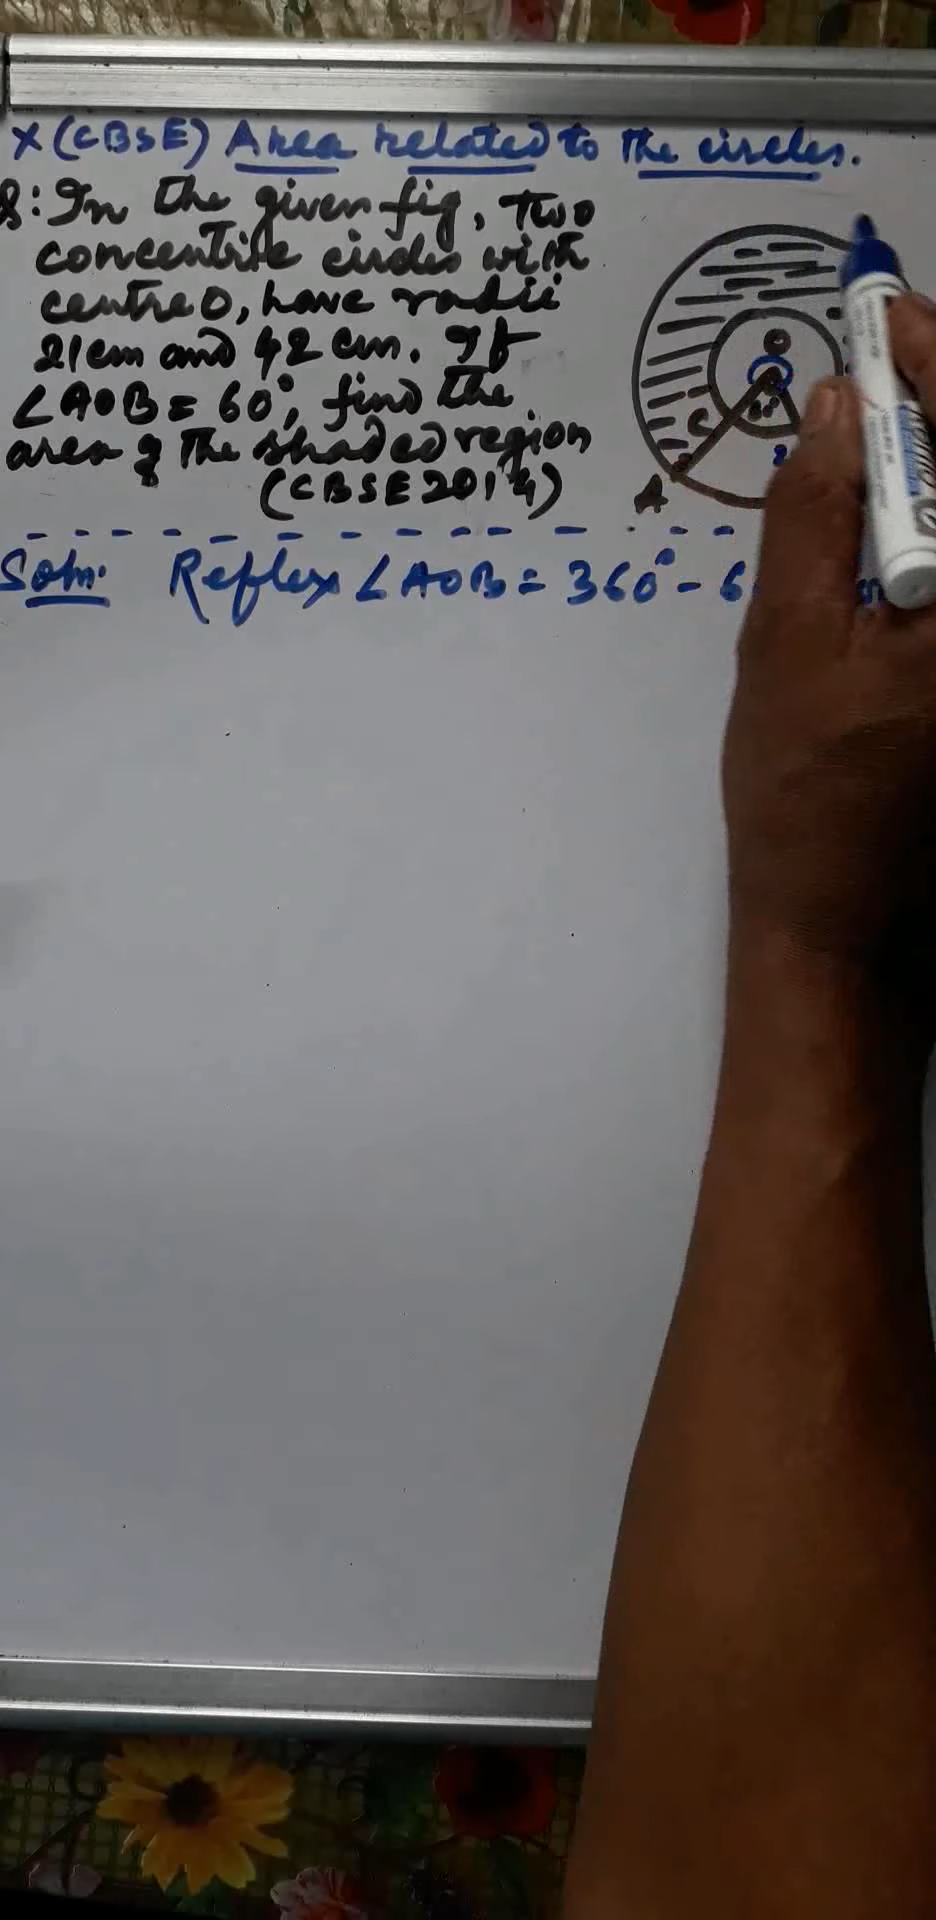 X (CBSE) Area related to the circles.
Q: In the given fig, Two
concentric circles with
centre O, have radii
21cm and 42 cm. If
∠AOB = 60°, find the
area of the shaded region
(CBSE 2014)
O
60°
C
A
Soln. Reflex ∠AOB = 360° - 6